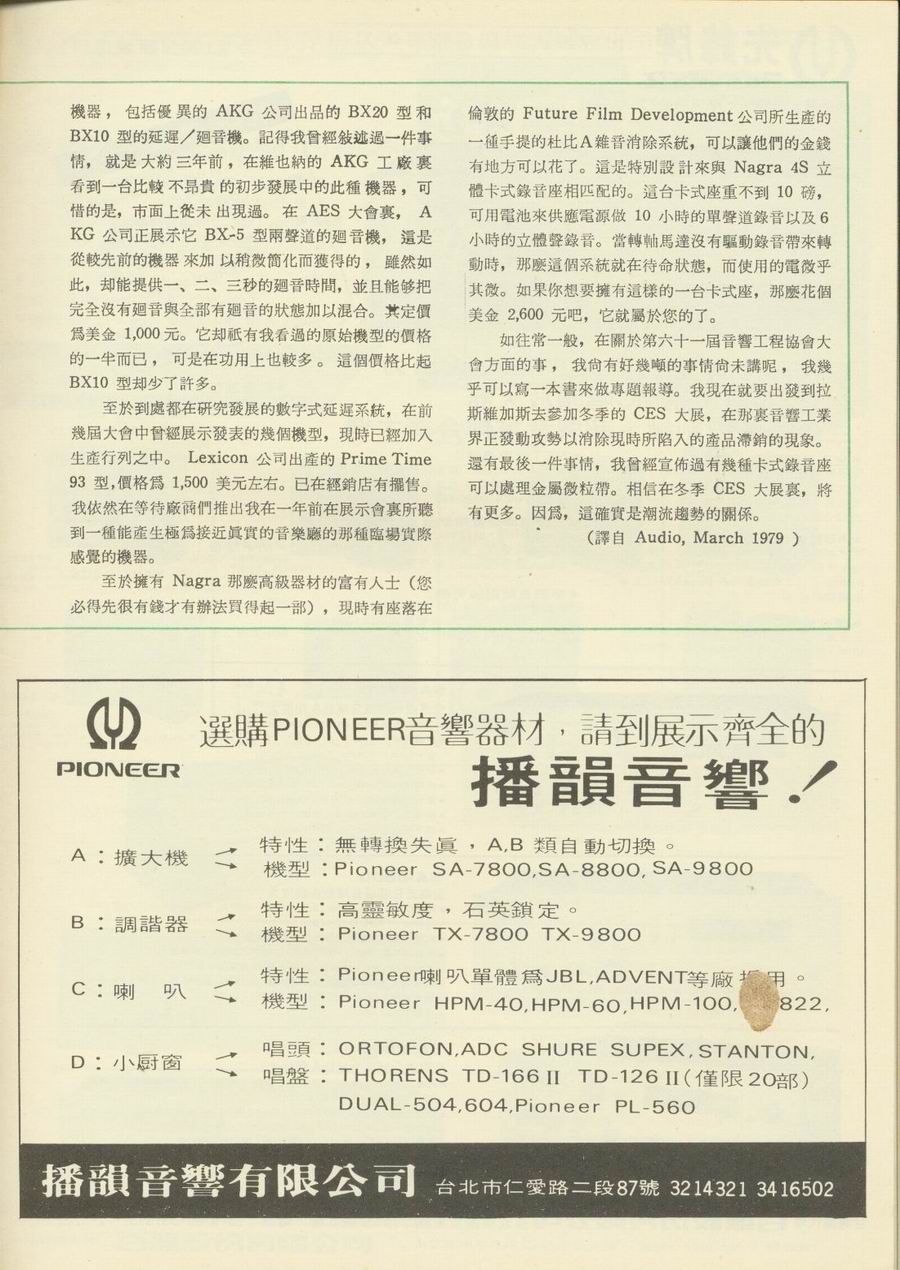 機器，包括優異的 AKG 公司出品的 BX20 型和
BX10 型的延遲／廻音機。記得我曾經敍述過一件事
情，就是大約三年前，在維也納的 AKG 工廠裏
看到一台比較不昂貴的初步發展中的此種機器，可
惜的是，市面上從未出現過。在 AES 大會裏， A
KG 公司正展示它 BX-5 型兩聲道的廻音機，這是
從較先前的機器來加以稍微簡化而獲得的，雖然如
此，却能提供一、二、三秒的廻音時間，並且能够把
完全沒有廻音與全部有廻音的狀態加以混合。其定價
爲美金 1,000 元。它却祇有我看過的原始機型的價格
的一半而已，可是在功用上也較多。這個價格比起
BX10 型却少了許多。
至於到處都在研究發展的數字式延遲系統，在前
幾屆大會中曾經展示發表的幾個機型，現時已經加入
生產行列之中。 Lexicon 公司出產的 Prime Time
93 型,價格爲 1,500 美元左右。已在經銷店有擺售。
我依然在等待廠商們推出我在一年前在展示會裏所聽
到一種能產生極爲接近眞實的音樂廳的那種臨場實際
感覺的機器。
至於擁有 Nagra 那麽高級器材的富有人士（您
必得先很有錢才有辦法買得起一部），現時有座落在
倫敦的 Future Film Development 公司所生產的
一種手提的杜比A雜音消除系統，可以讓他們的金錢
有地方可以花了。這是特別設計來與 Nagra 4S 立
體卡式錄音座相匹配的。這台卡式座重不到 10 磅，
可用電池來供應電源做 10 小時的單聲道錄音以及 6
小時的立體聲錄音。當轉軸馬達沒有驅動錄音帶來轉
動時，那麽這個系統就在待命狀態，而使用的電微乎
其微。如果你想要擁有這樣的一台卡式座，那麽花個
美金 2,600 元吧，它就屬於您的了。
如往常一般，在關於第六十一屆音響工程協會大
會方面的事，我尙有好幾噸的事情尙未講呢，我幾
乎可以寫一本書來做專題報導。我現在就要出發到拉
斯維加斯去參加冬季的 CES 大展，在那裏音響工業
界正發動攻勢以消除現時所陷入的產品滯銷的現象。
還有最後一件事情，我曾經宣佈過有幾種卡式錄音座
可以處理金屬微粒帶。相信在冬季 CES 大展裏，將
有更多。因爲，這確實是潮流趨勢的關係。
（譯自 Audio, March 1979 ）
PIONEER
選購PIONEER音響器材，請到展示齊全的
播韻音響！
A：擴大機
特性：無轉換失眞，A,B 類自動切換。
機型：Pioneer SA-7800,SA-8800, SA-9800
B：調諧器
特性：高靈敏度，石英鎖定。
機型：Pioneer TX-7800 TX-9800
C：喇 叭
特性：Pioneer喇叭單體爲JBL,ADVENT等廠 用。
機型：Pioneer HPM-40,HPM-60,HPM-100, 822,
D：小厨窗
唱頭：ORTOFON,ADC SHURE SUPEX,STANTON,
唱盤：THORENS TD-166 II TD-126 II（僅限20部）
DUAL-504,604,Pioneer PL-560
播韻音響有限公司 台北市仁愛路二段87號 3214321 3416502